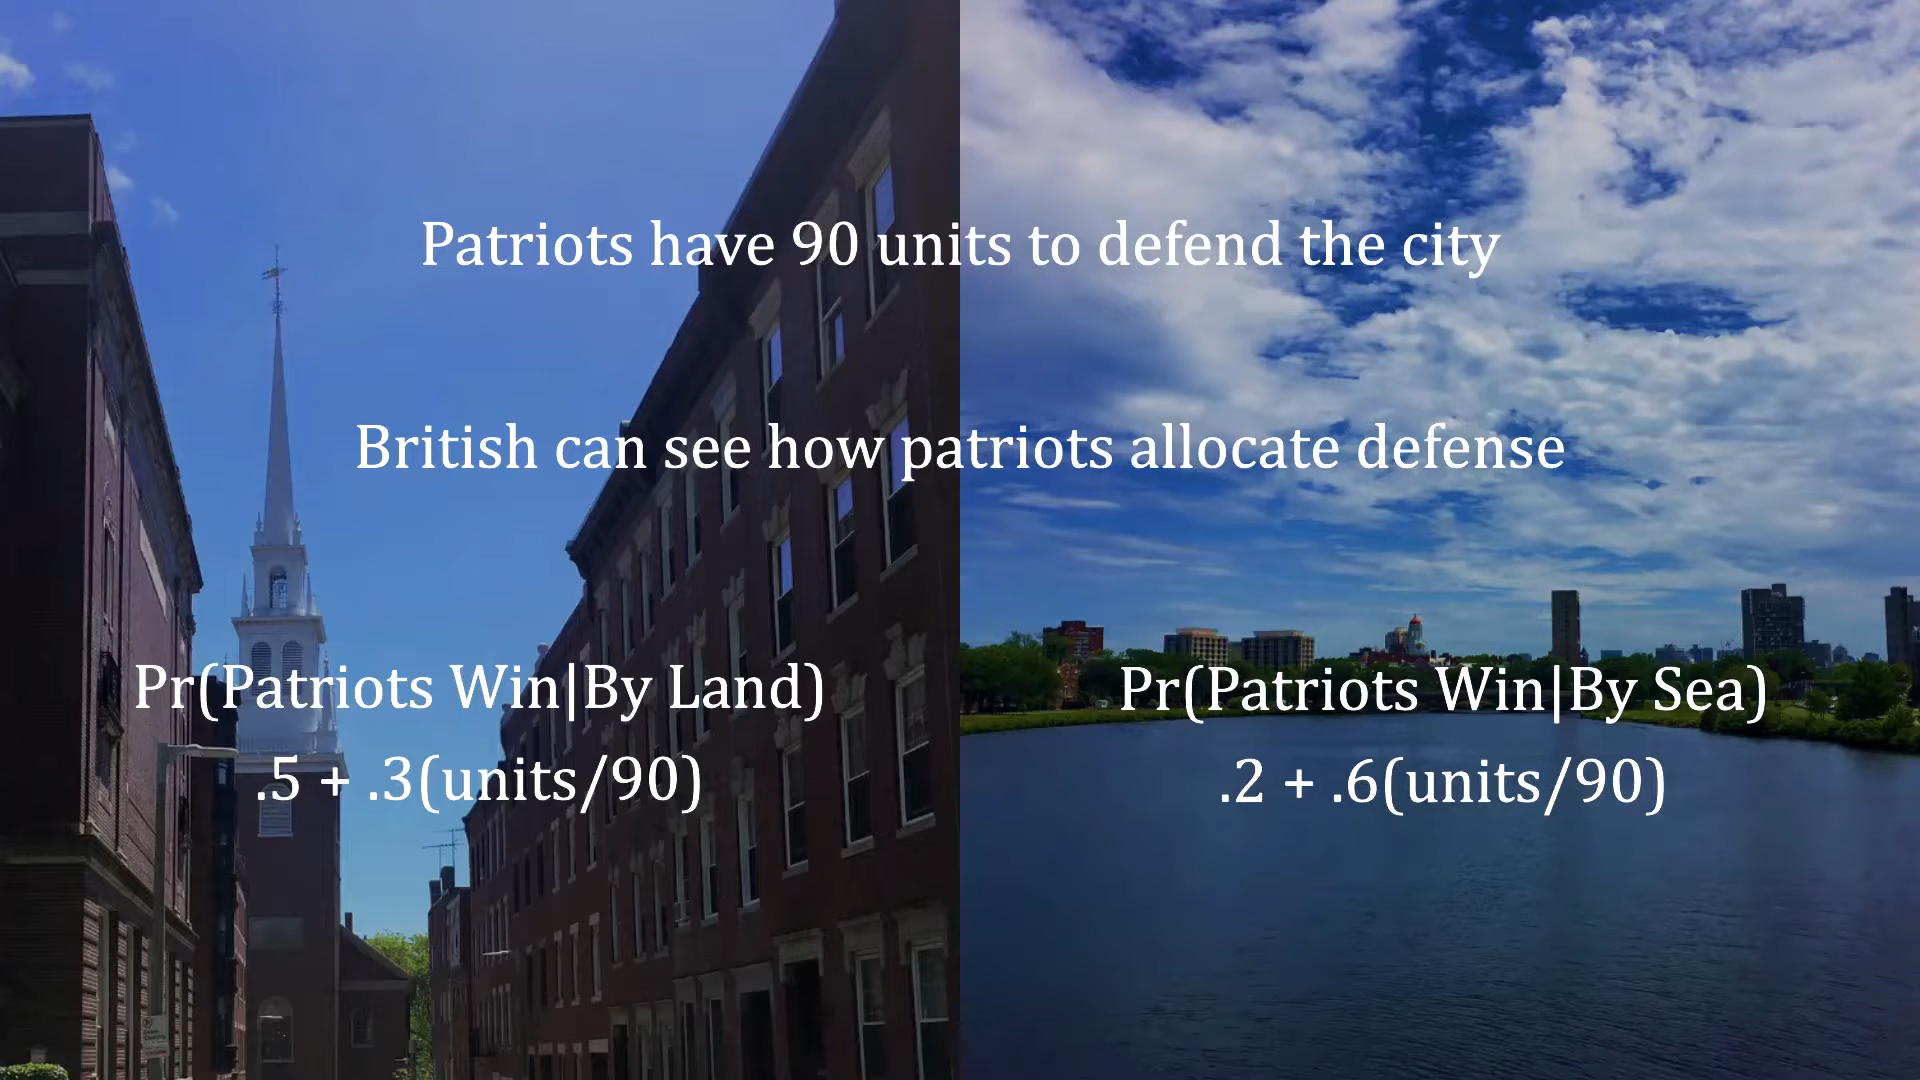 Patriots have 90 units to defend the city
British can see how patriots allocate defense
Pr(Patriots Win|By Land)
.5 + .3(units/90)
Pr(Patriots Win|By Sea)
.2 + .6(units/90)